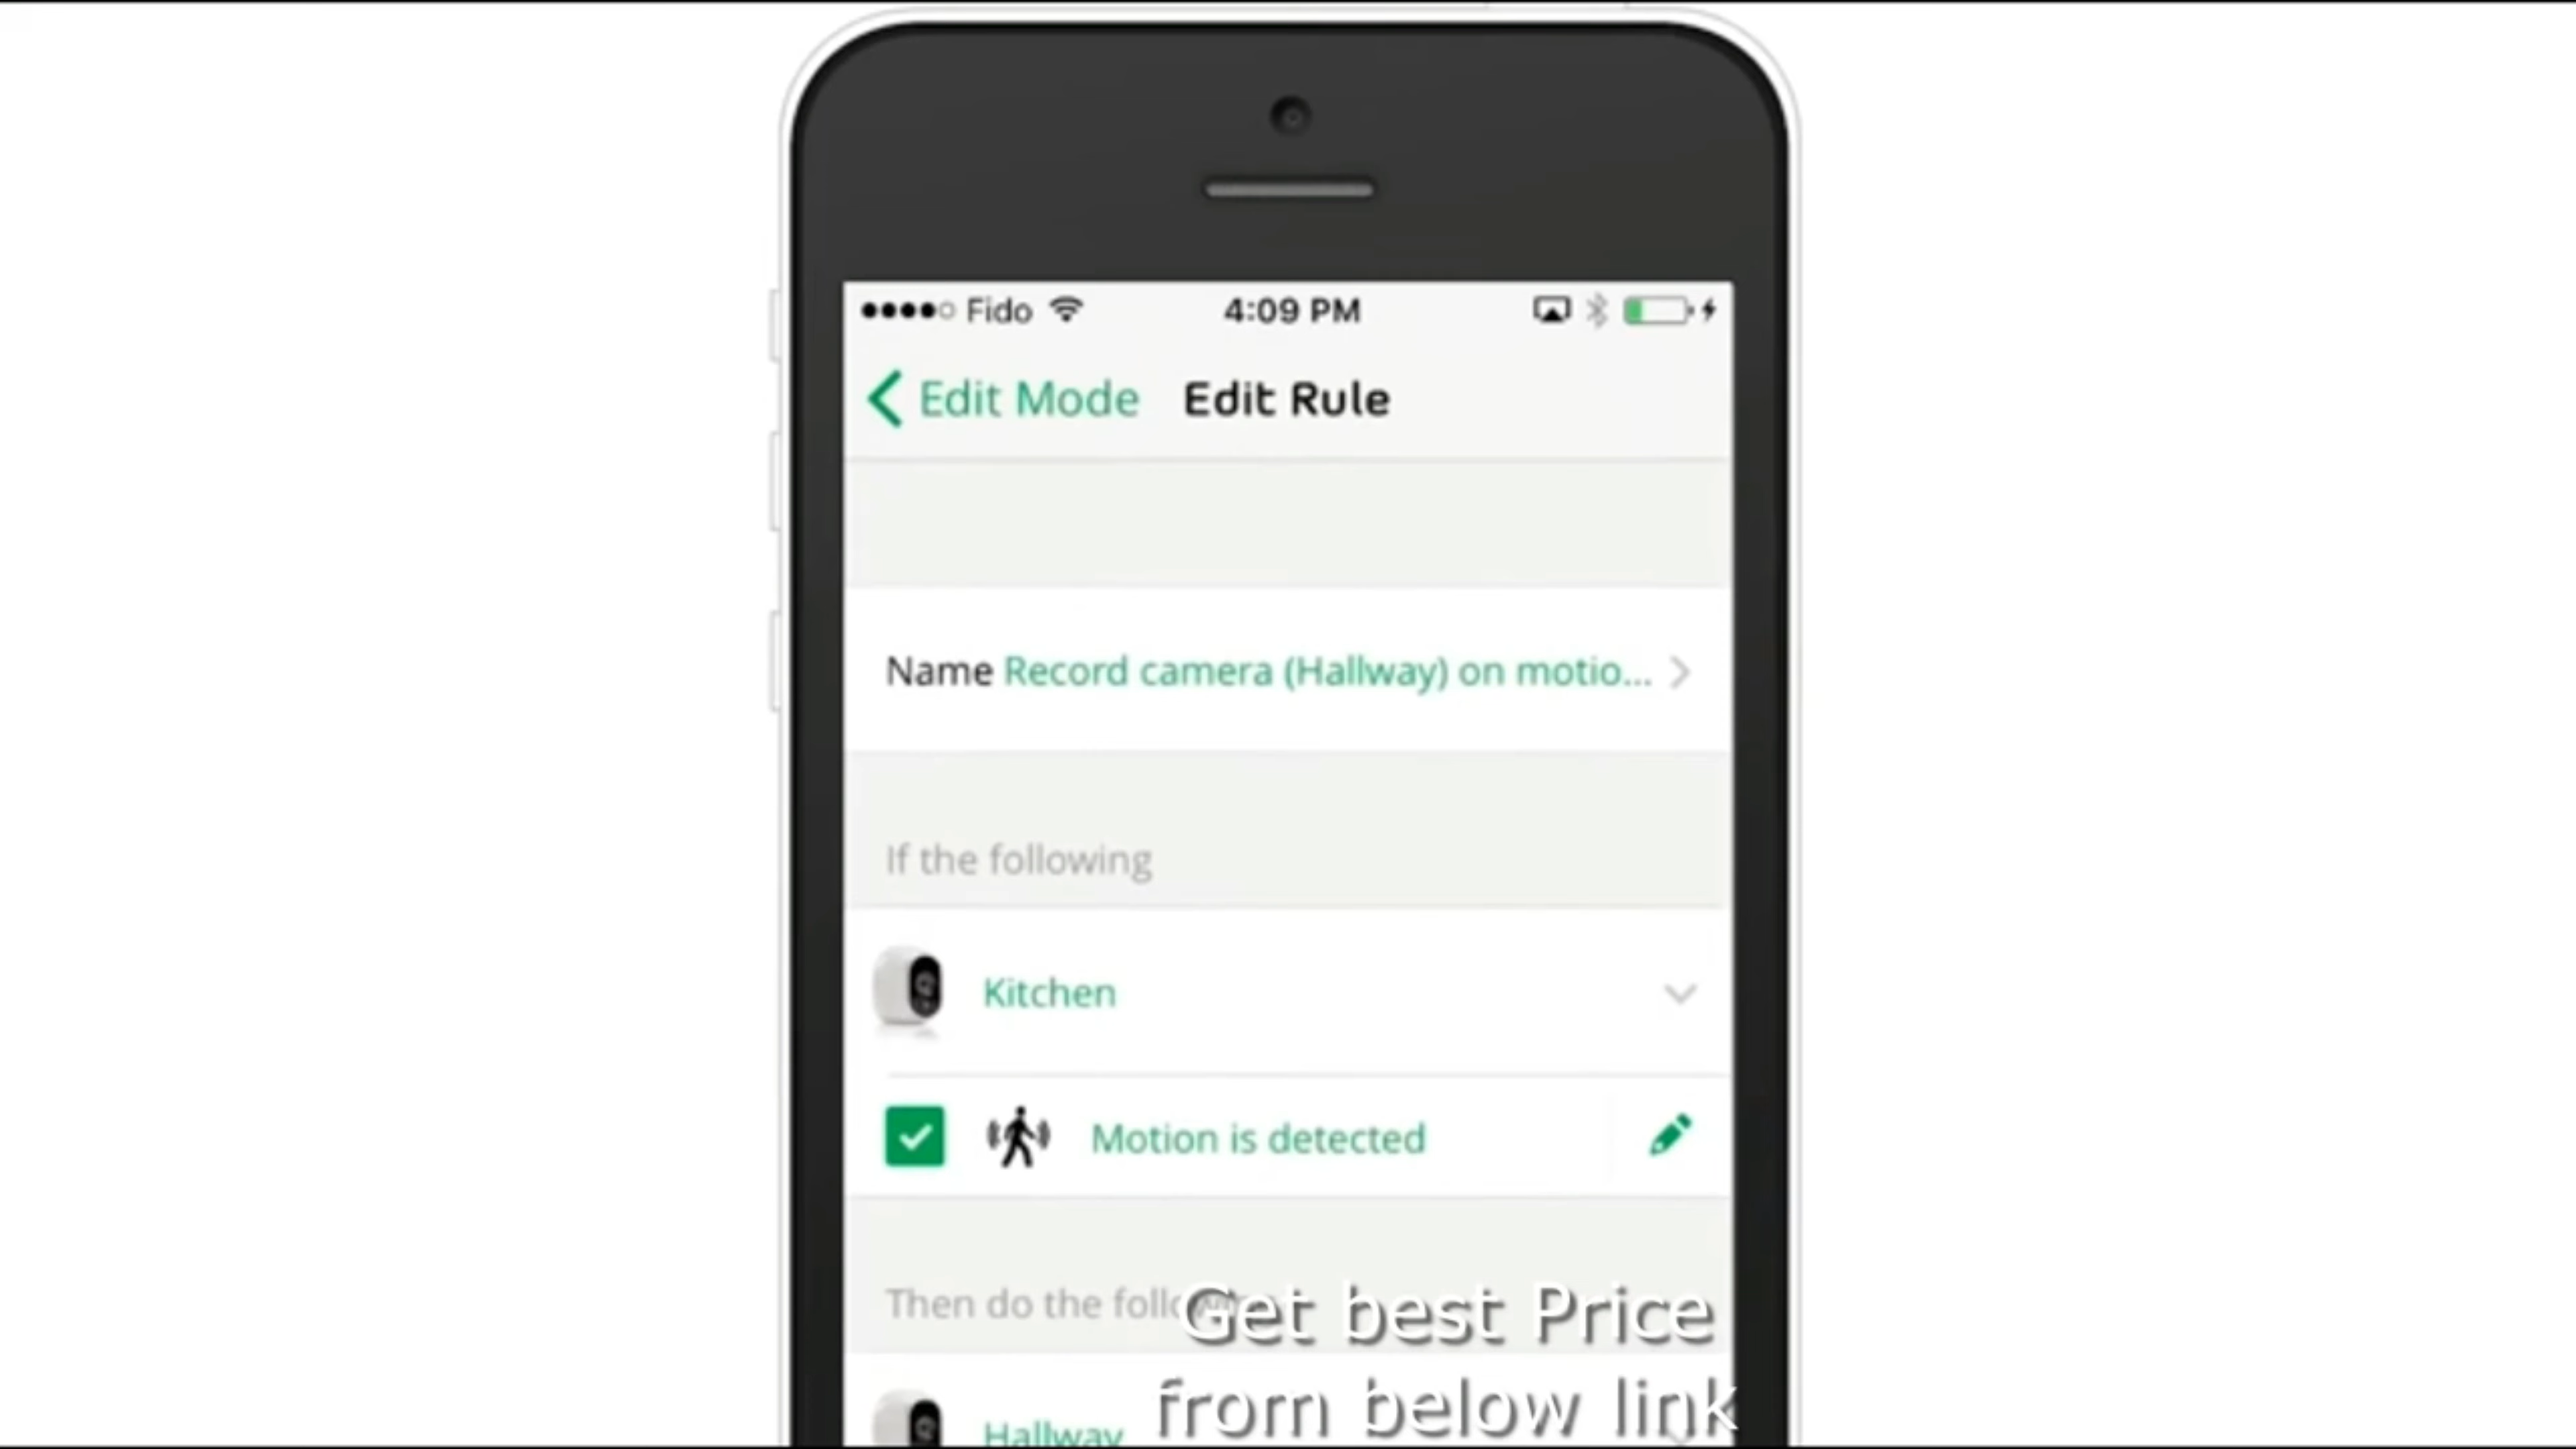 Fido 4:09 PM
Edit Mode Edit Rule
Name Record camera (Hallway) on motio...
If the following
Kitchen
Motion is detected
Then do the
Get best Price
from below link
Hallway